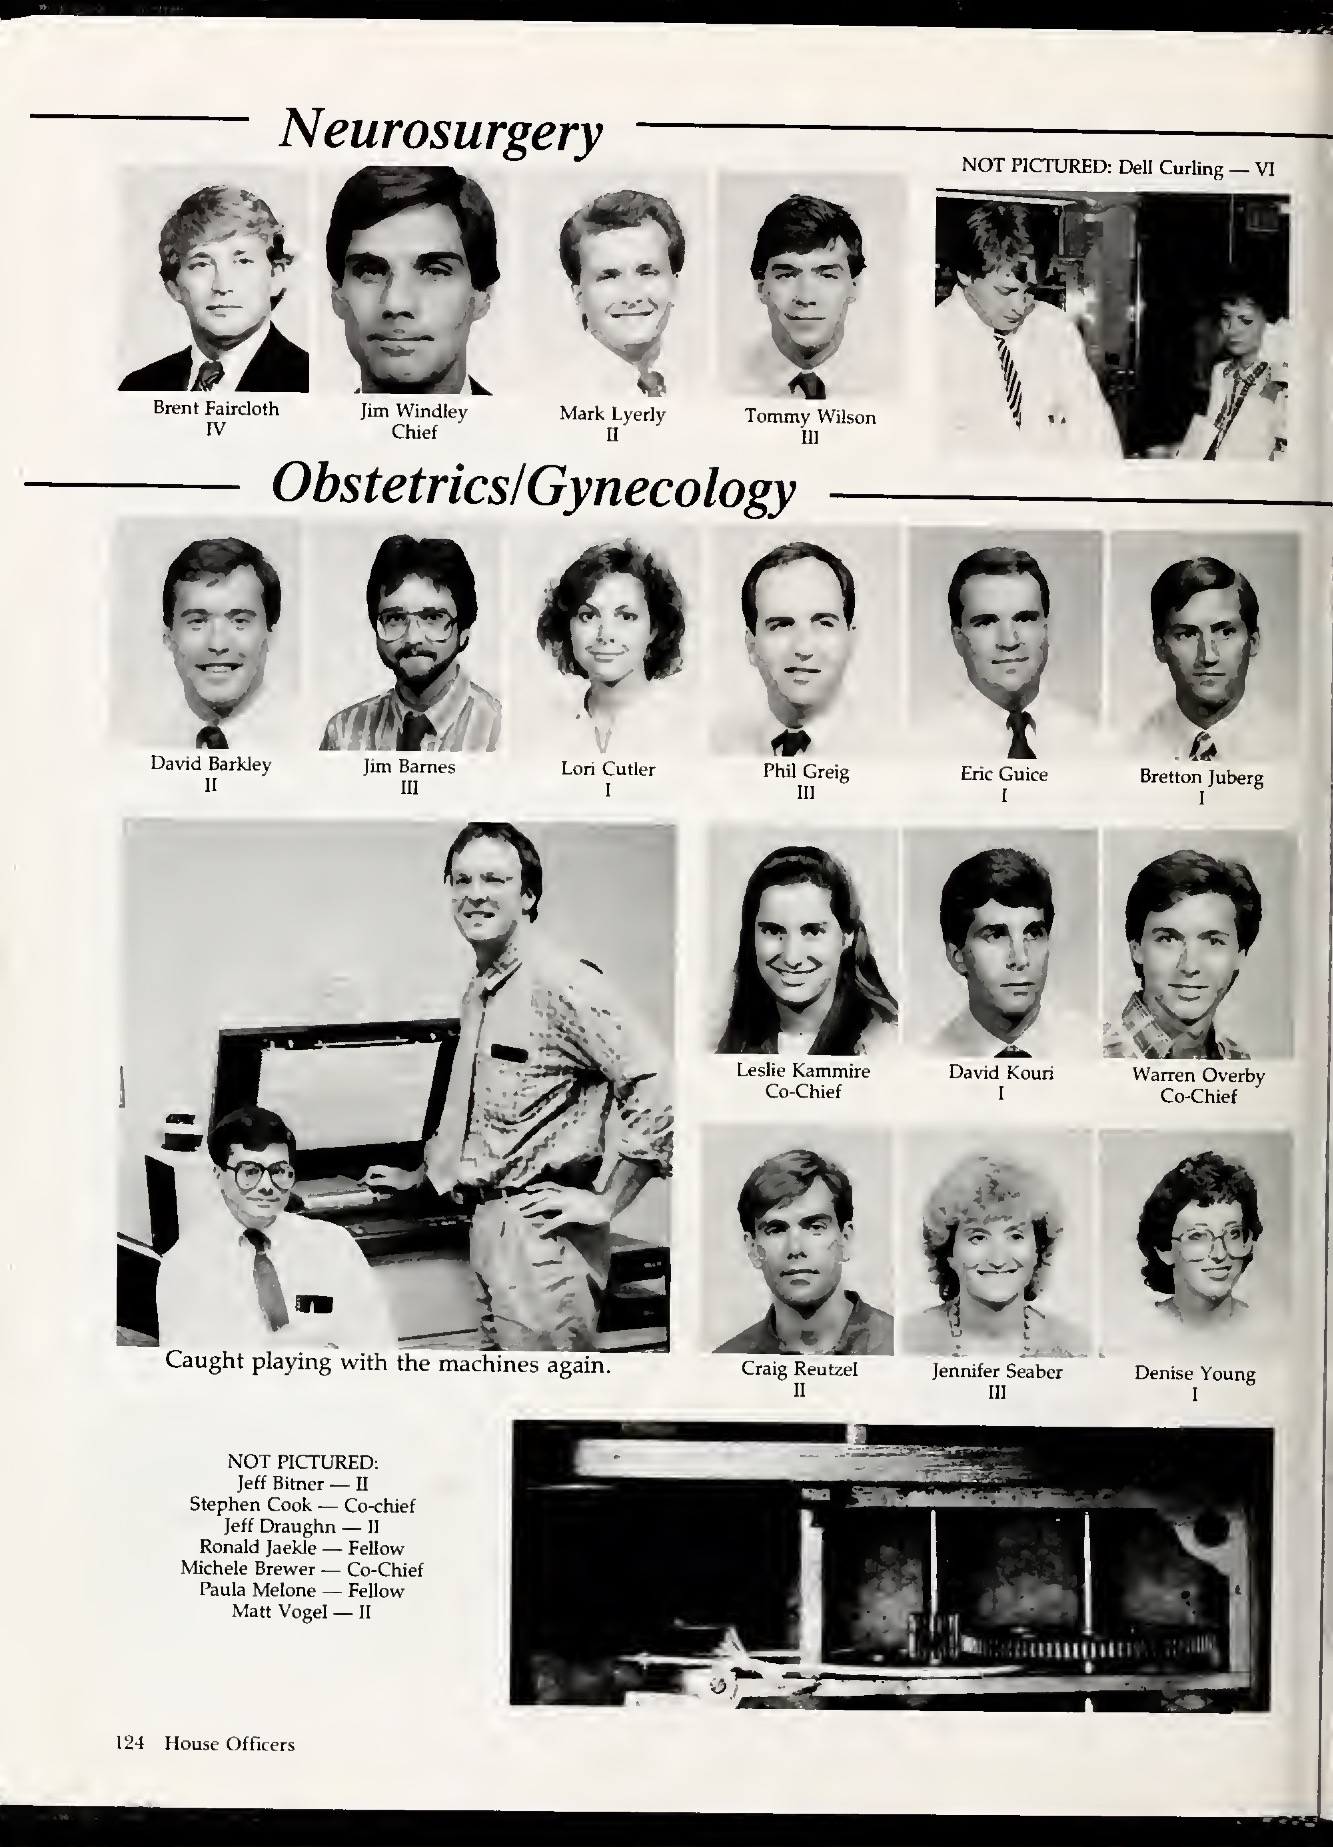 Neurosurgery
NOT PICTURED: Dell Curling — VI
Brent Faircloth
IV
Jim Windley
Chief
Mark Lyerly
II
Tommy Wilson
III
Obstetrics/Gynecology
David Barkley
II
Jim Barnes
III
Lori Cutler
I
Phil Greig
III
Eric Guice
I
Bretton Juberg
I
Leslie Kammire
Co-Chief
David Kouri
I
Warren Overby
Co-Chief
Caught playing with the machines again.
Craig Reutzel
II
Jennifer Seaber
III
Denise Young
I
NOT PICTURED:
Jeff Bitner — II
Stephen Cook — Co-chief
Jeff Draughn — II
Ronald Jaekle — Fellow
Michele Brewer — Co-Chief
Paula Melone — Fellow
Matt Vogel — II
124 House Officers